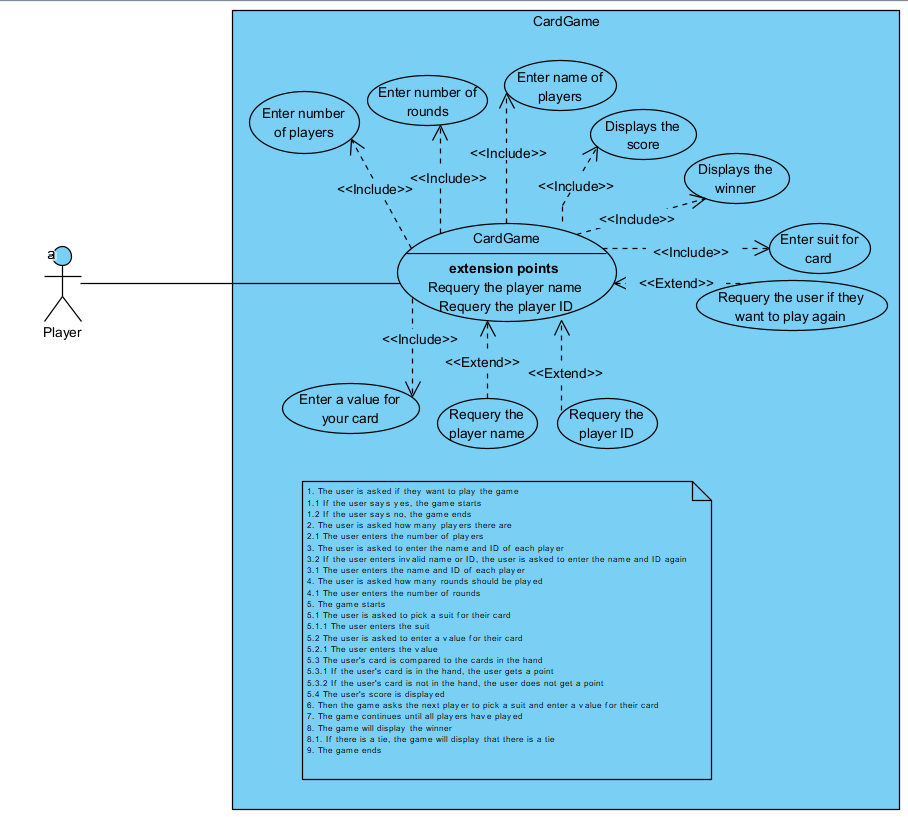 CardGame
Enter number
of players
Enter number of
rounds
Enter name of
players
Displays the
score
Displays the
winner
Enter suit for
card
<<Include>>
<<Include>>
<<Include>>
<<Include>>
<<Include>>
<<Include>>
CardGame
extension points
Requery the player name
Requery the player ID
<<Extend>>
Requery the user if they
want to play again
a
Player
<<Include>>
<<Extend>>
<<Extend>>
Enter a value for
your card
Requery the
player name
Requery the
player ID
1. The user is asked if they want to play the game
1.1 If the user says yes, the game starts
1.2 If the user says no, the game ends
2. The user is asked how many players there are
2.1 The user enters the number of players
3. The user is asked to enter the name and ID of each player
3.2 If the user enters invalid name or ID, the user is asked to enter the name and ID again
3.1 The user enters the name and ID of each player
4. The user is asked how many rounds should be played
4.1 The user enters the number of rounds
5. The game starts
5.1 The user is asked to pick a suit for their card
5.1.1 The user enters the suit
5.2 The user is asked to enter a value for their card
5.2.1 The user enters the value
5.3 The user's card is compared to the cards in the hand
5.3.1 If the user's card is in the hand, the user gets a point
5.3.2 If the user's card is not in the hand, the user does not get a point
5.4 The user's score is displayed
6. Then the game asks the next player to pick a suit and enter a value for their card
7. The game continues until all players have played
8. The game will display the winner
8.1. If there is a tie, the game will display that there is a tie
9. The game ends